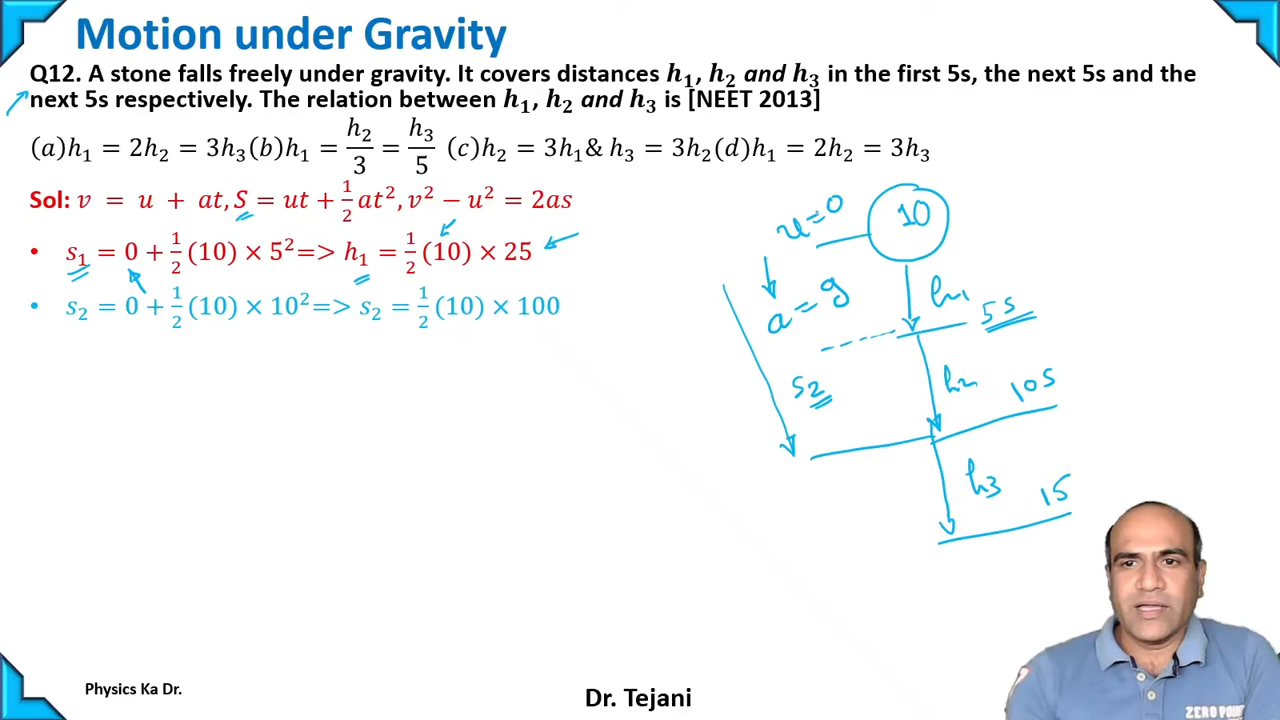 Motion under Gravity
Q12. A stone falls freely under gravity. It covers distances h₁, h₂ and h₃ in the first 5s, the next 5s and the
next 5s respectively. The relation between h₁, h₂ and h₃ is [NEET 2013]
(a)h₁ = 2h₂ = 3h₃(b)h₁ = h₂/3 = h₃/5 (c)h₂ = 3h₁& h₃ = 3h₂(d)h₁ = 2h₂ = 3h₃
Sol: v = u + at, S = ut + 1/2 at², v² − u² = 2as
• s₁ = 0 + 1/2 (10) × 5² => h₁ = 1/2 (10) × 25
• s₂ = 0 + 1/2 (10) × 10² => s₂ = 1/2 (10) × 100
u=0
10
a=g
h1
5s
s2
h2
10s
h3
15
ZERO POINT
Physics Ka Dr.
Dr. Tejani